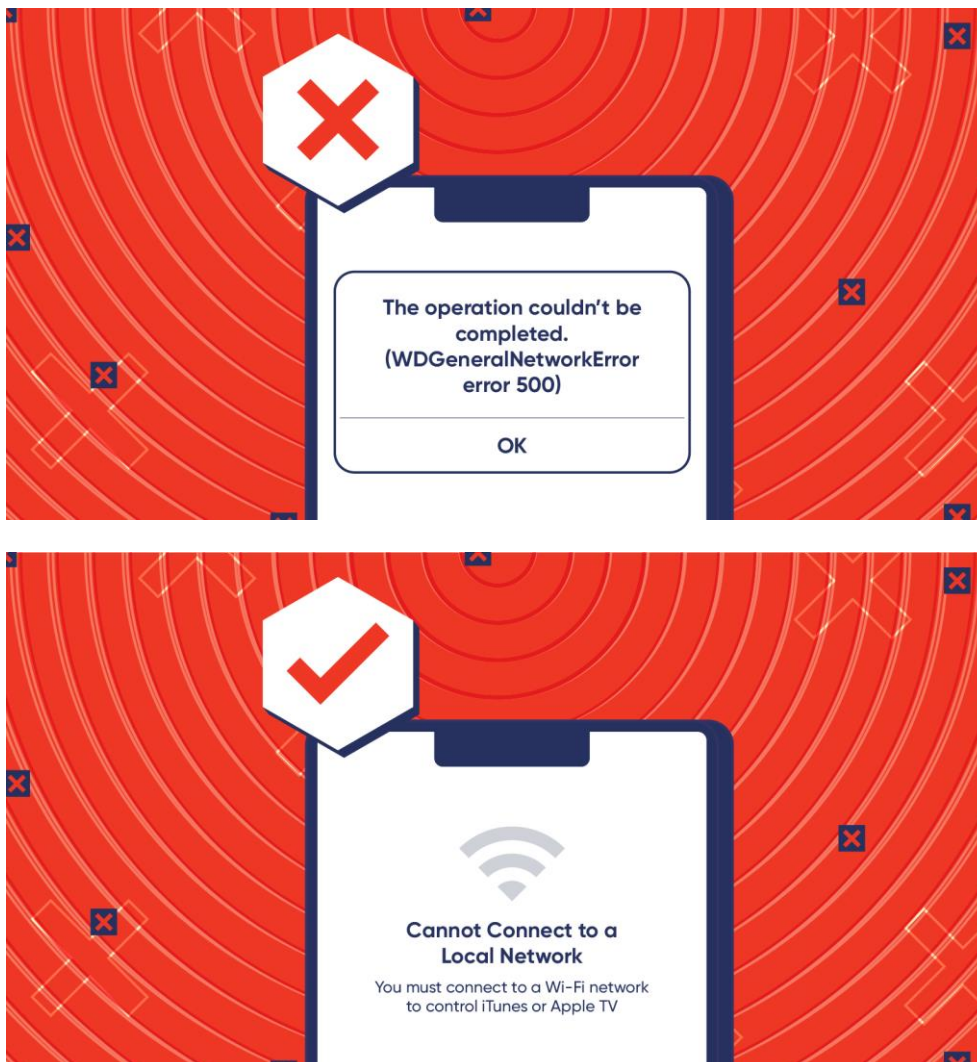 The operation couldn’t be
completed.
(WDGeneralNetworkError
error 500)
OK
Cannot Connect to a
Local Network
You must connect to a Wi-Fi network
to control iTunes or Apple TV